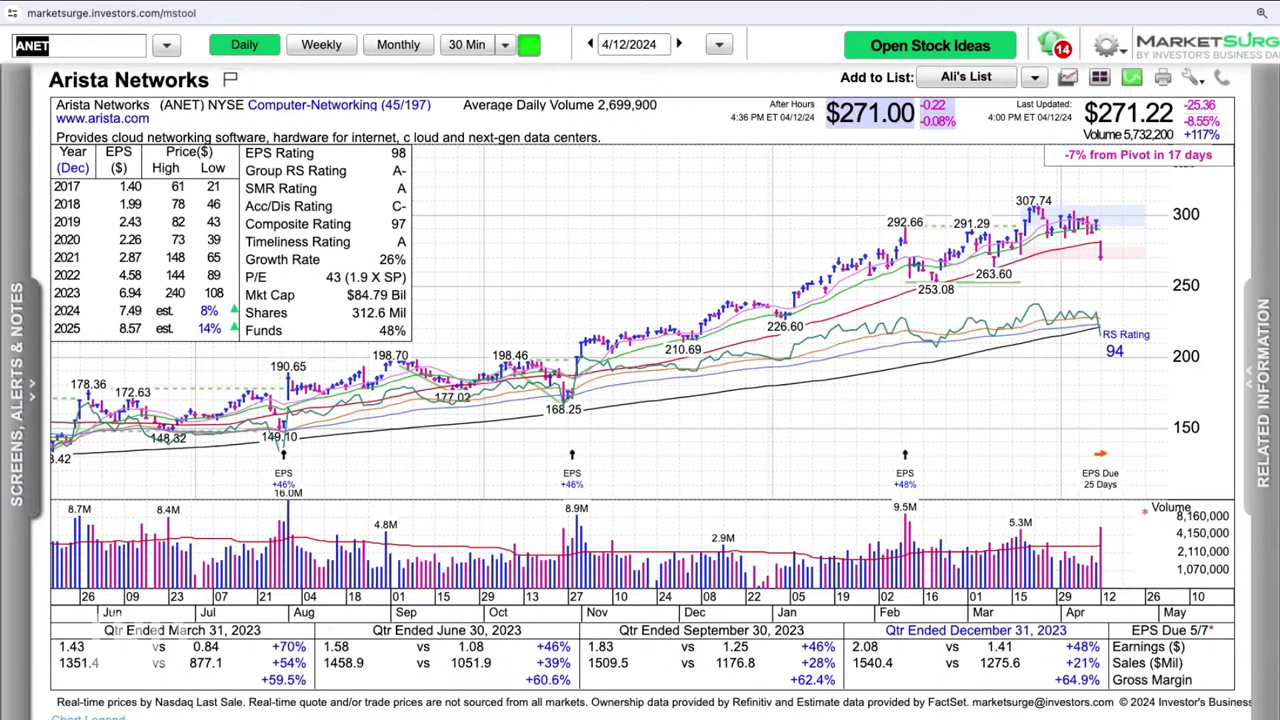 marketsurge.investors.com/mstool
ANET Daily Weekly Monthly 30 Min 4/12/2024 Open Stock Ideas 14 MARKETSURG
BY INVESTOR'S BUSINESS DA
Arista Networks Add to List: Ali's List
Arista Networks (ANET) NYSE Computer-Networking (45/197) Average Daily Volume 2,699,900
www.arista.com
After Hours
4:36 PM ET 04/12/24
$271.00 -0.22
-0.08%
Last Updated:
4:00 PM ET 04/12/24
$271.22 -25.36
-8.55%
Volume 5,732,200 +117%
Provides cloud networking software, hardware for internet, cloud and next-gen data centers.
-7% from Pivot in 17 days
Year EPS Price($)
(Dec) ($) High Low
2017 1.40 61 21
2018 1.99 78 46
2019 2.43 82 43
2020 2.26 73 39
2021 2.87 148 65
2022 4.58 144 89
2023 6.94 240 108
2024 7.49 est. 8%
2025 8.57 est. 14%
EPS Rating 98
Group RS Rating A-
SMR Rating A
Acc/Dis Rating C-
Composite Rating 97
Timeliness Rating A
Growth Rate 26%
P/E 43 (1.9 X SP)
Mkt Cap $84.79 Bil
Shares 312.6 Mil
Funds 48%
307.74
292.66 291.29
300
263.60
253.08
250
226.60
210.69
RS Rating
94
198.70 198.46
200
190.65
178.36 172.63
177.02
168.25
148.32 149.10
150
3.42
EPS
+46%
EPS
+46%
EPS
+48%
EPS Due
25 Days
16.0M
8.7M 8.4M 4.8M 8.9M 2.9M 9.5M 5.3M
* Volume
8,160,000
4,150,000
2,110,000
1,070,000
26 09 23 07 21 04 18 01 15 29 13 27 10 24 08 22 05 19 02 16 01 15 29 12 26 10
Jun Jul Aug Sep Oct Nov Dec Jan Feb Mar Apr May
Qtr Ended March 31, 2023 Qtr Ended June 30, 2023 Qtr Ended September 30, 2023 Qtr Ended December 31, 2023 EPS Due 5/7*
1.43 vs 0.84 +70% 1.58 vs 1.08 +46% 1.83 vs 1.25 +46% 2.08 vs 1.41 +48% Earnings ($)
1351.4 vs 877.1 +54% 1458.9 vs 1051.9 +39% 1509.5 vs 1176.8 +28% 1540.4 vs 1275.6 +21% Sales ($Mil)
+59.5% +60.6% +62.4% +64.9% Gross Margin
Real-time prices by Nasdaq Last Sale. Real-time quote and/or trade prices are not sourced from all markets. Ownership data provided by Refinitiv and Estimate data provided by FactSet. marketsurge@investors.com © 2024 Investor's Business
Chart Legend
SCREENS, ALERTS & NOTES
RELATED INFORMATION